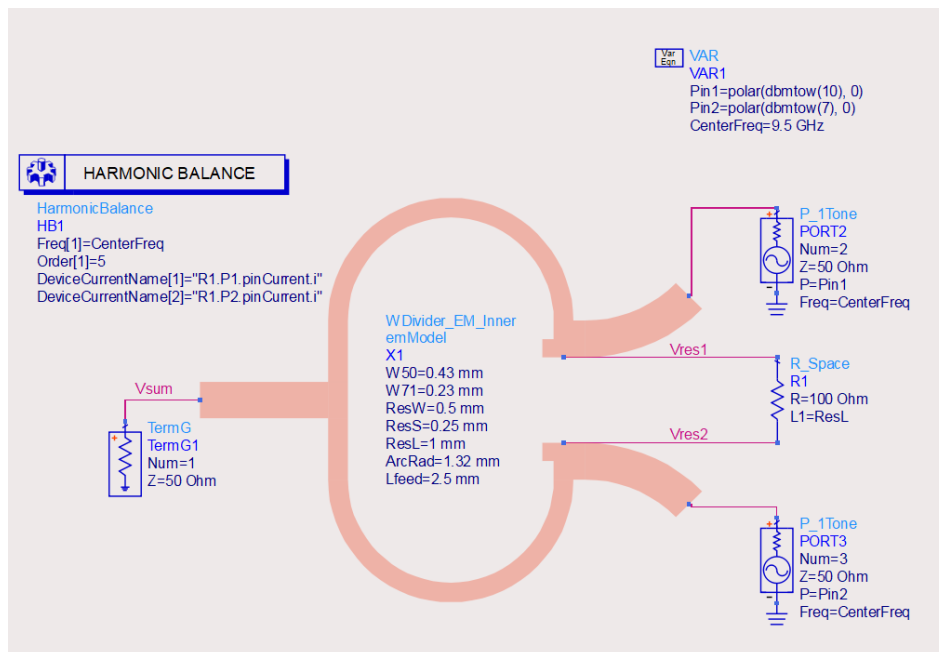 Var
Eqn
VAR
VAR1
Pin1=polar(dbmtow(10), 0)
Pin2=polar(dbmtow(7), 0)
CenterFreq=9.5 GHz
HARMONIC BALANCE
HarmonicBalance
HB1
Freq[1]=CenterFreq
Order[1]=5
DeviceCurrentName[1]="R1.P1.pinCurrent.i"
DeviceCurrentName[2]="R1.P2.pinCurrent.i"
P_1Tone
PORT2
Num=2
Z=50 Ohm
P=Pin1
Freq=CenterFreq
WDivider_EM_Inner
emModel
X1
W50=0.43 mm
W71=0.23 mm
ResW=0.5 mm
ResS=0.25 mm
ResL=1 mm
ArcRad=1.32 mm
Lfeed=2.5 mm
Vres1
R_Space
R1
R=100 Ohm
L1=ResL
Vres2
Vsum
TermG
TermG1
Num=1
Z=50 Ohm
P_1Tone
PORT3
Num=3
Z=50 Ohm
P=Pin2
Freq=CenterFreq